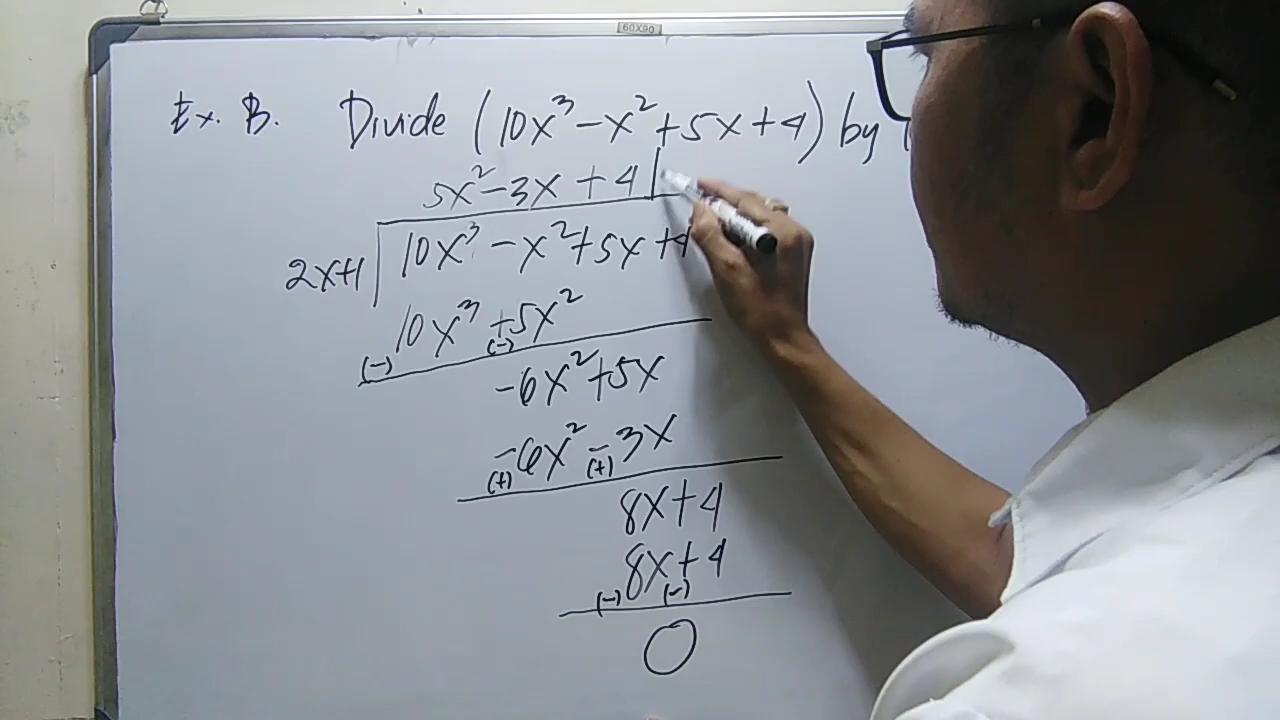 60X90
Ex. B. Divide (10x³ - x² + 5x + 4) by
5x² - 3x + 4
2x+1 10x³ - x² + 5x + 4
10x³ + 5x²
(-) (-)
-6x² + 5x
-6x² - 3x
(+) (+)
8x + 4
8x + 4
(-) (-)
0